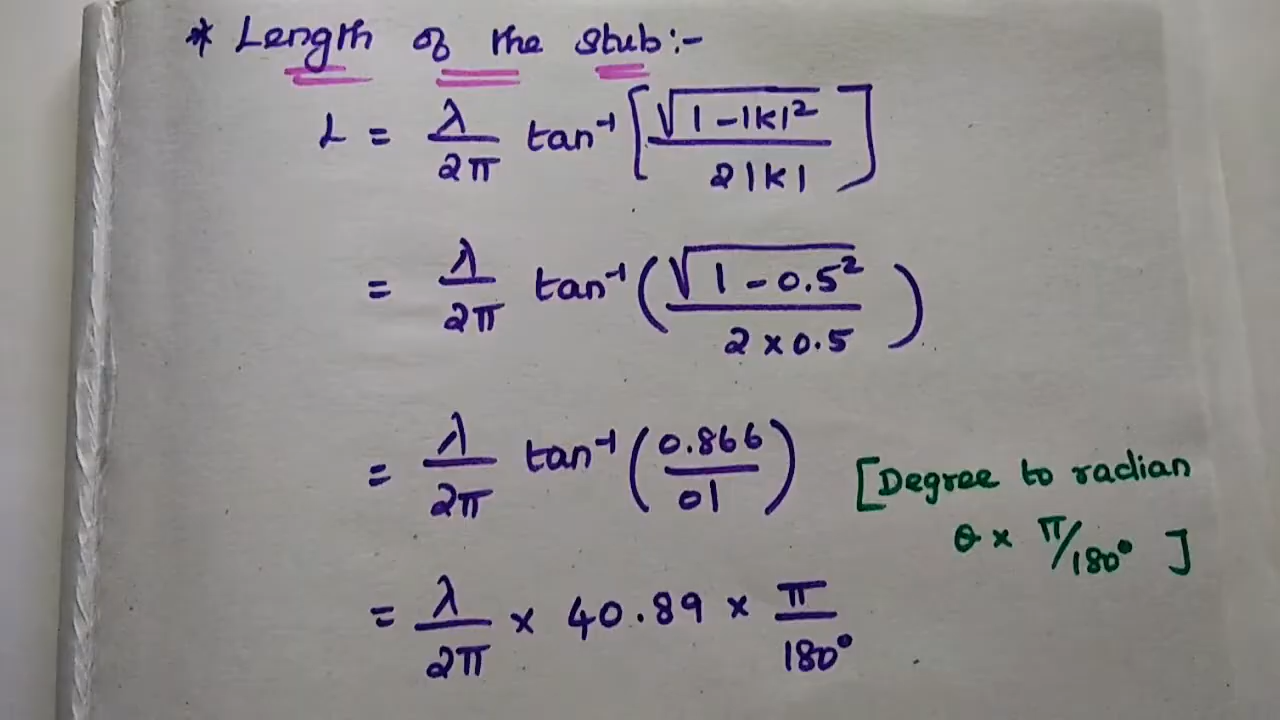 * Length of the stub:-
L = λ/2π tan⁻¹ [√(1-|K|²) / 2|K|]
= λ/2π tan⁻¹ (√(1-0.5²) / 2×0.5)
= λ/2π tan⁻¹ (0.866/01) [Degree to radian
θ × π/180° ]
= λ/2π × 40.89 × π/180°